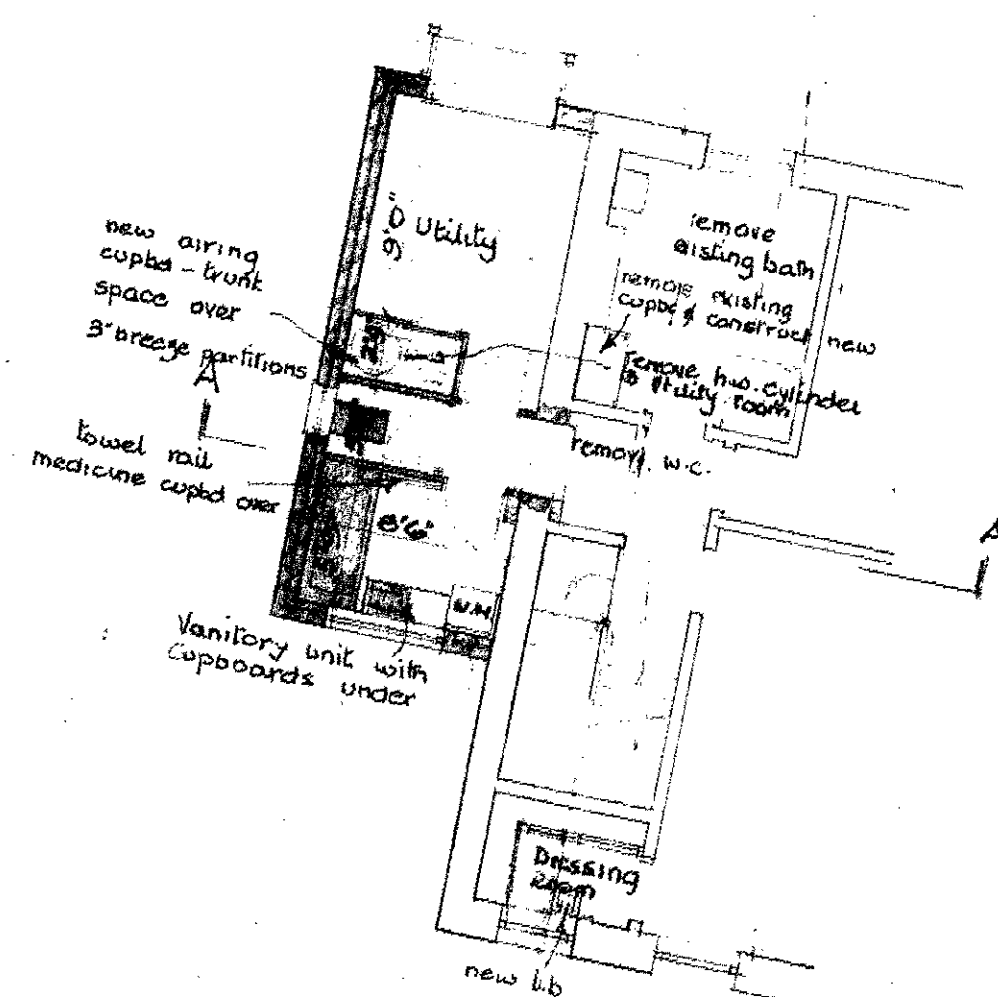 new airing
cupbd - trunk
space over
3" breeze partitions
A
towel rail
medicine cupbd over
9'0" Utility
8'6"
W.M
Vanitory unit with
Cupboards under
remove
existing bath
remove existing
cupbd & construct new
remove h.w. cylinder
to Utility room
remove w.c.
A
Dressing
Room
new l.b